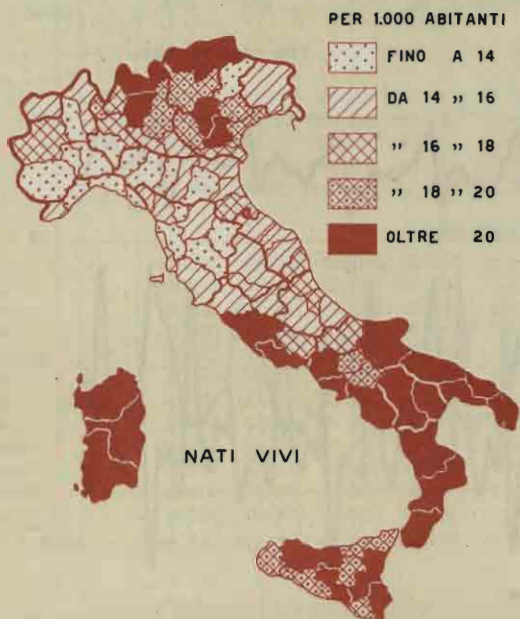 PER 1.000 ABITANTI
FINO A 14
DA 14 ,, 16
,, 16 ,, 18
,, 18 ,, 20
OLTRE 20
NATI VIVI